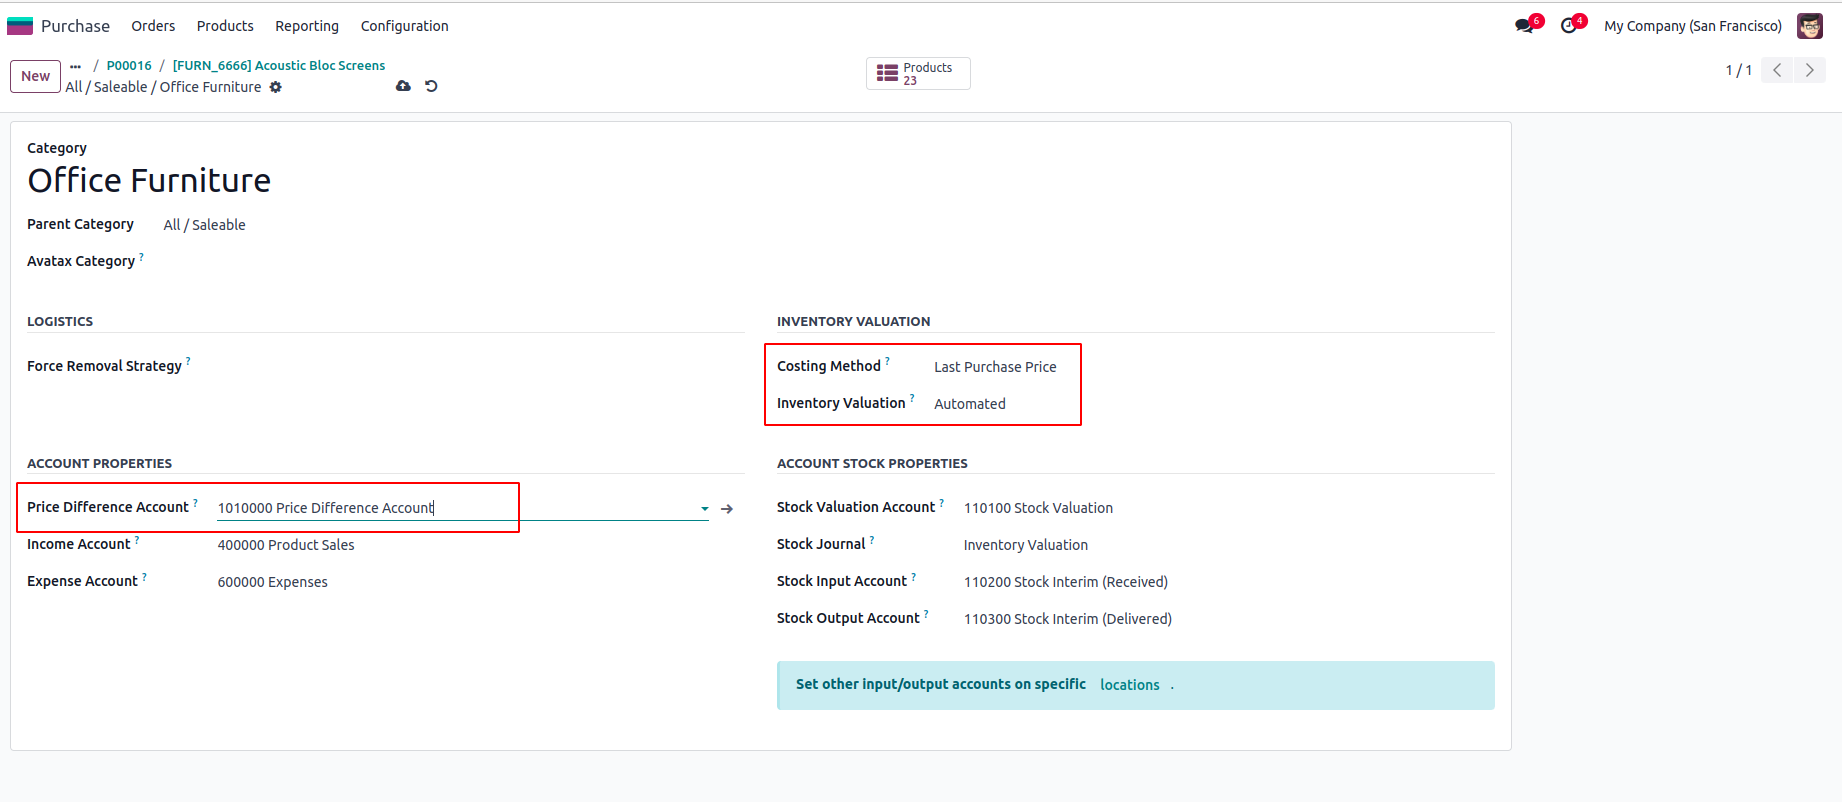 Purchase Orders Products Reporting Configuration 6 4 My Company (San Francisco)
New ... / P00016 / [FURN_6666] Acoustic Bloc Screens
All / Saleable / Office Furniture
Products
23
1 / 1
Category
Office Furniture
Parent Category All / Saleable
Avatax Category ?
LOGISTICS
Force Removal Strategy ?
INVENTORY VALUATION
Costing Method ? Last Purchase Price
Inventory Valuation ? Automated
ACCOUNT PROPERTIES
Price Difference Account ? 1010000 Price Difference Account
Income Account ? 400000 Product Sales
Expense Account ? 600000 Expenses
ACCOUNT STOCK PROPERTIES
Stock Valuation Account ? 110100 Stock Valuation
Stock Journal ? Inventory Valuation
Stock Input Account ? 110200 Stock Interim (Received)
Stock Output Account ? 110300 Stock Interim (Delivered)
Set other input/output accounts on specific locations .